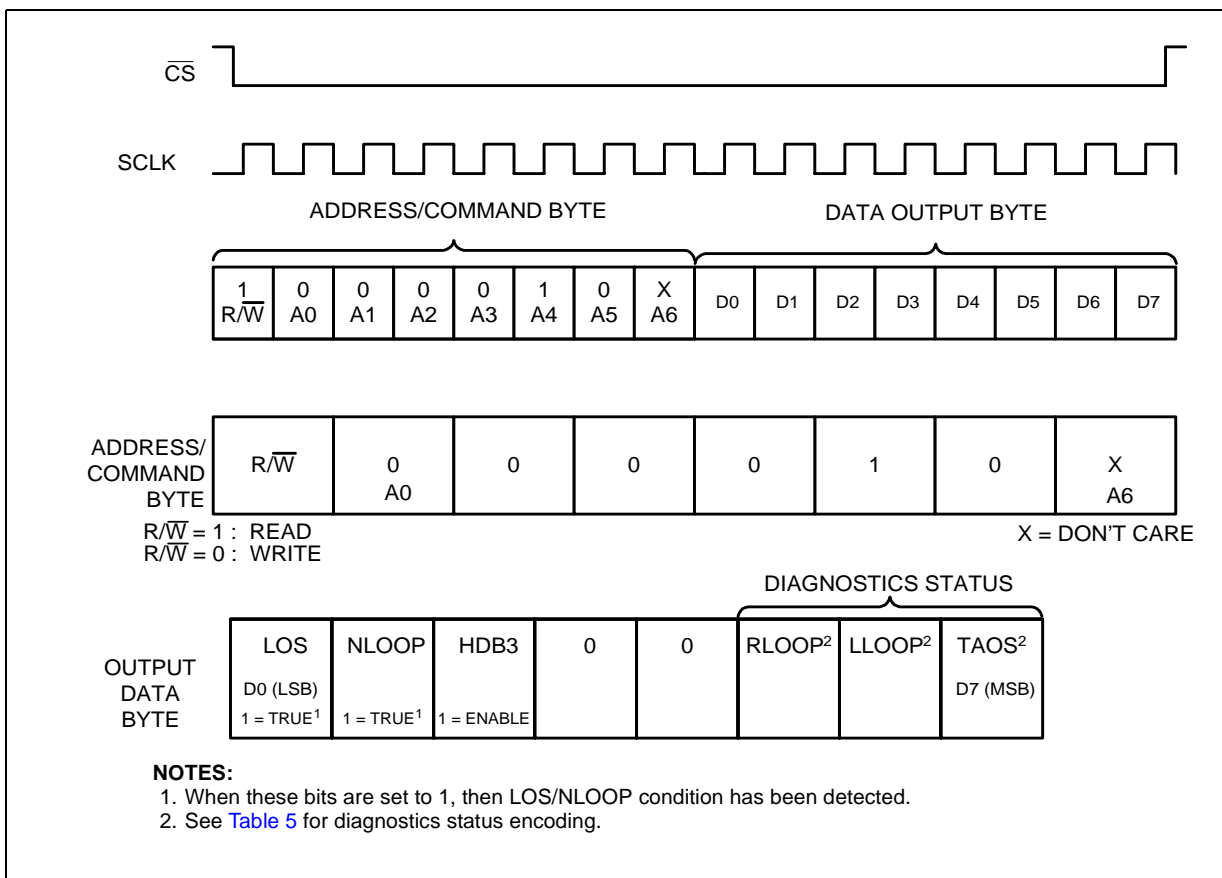 CS
SCLK
ADDRESS/COMMAND BYTE DATA OUTPUT BYTE
1 0 0 0 0 1 0 X
R/W A0 A1 A2 A3 A4 A5 A6 D0 D1 D2 D3 D4 D5 D6 D7
ADDRESS/
COMMAND
BYTE
R/W 0 0 0 0 1 0 X
A0 A6
R/W = 1 : READ
R/W = 0 : WRITE
X = DON'T CARE
DIAGNOSTICS STATUS
OUTPUT
DATA
BYTE
LOS NLOOP HDB3 0 0 RLOOP2 LLOOP2 TAOS2
D0 (LSB) D7 (MSB)
1 = TRUE1 1 = TRUE1 1 = ENABLE
NOTES:
1. When these bits are set to 1, then LOS/NLOOP condition has been detected.
2. See Table 5 for diagnostics status encoding.